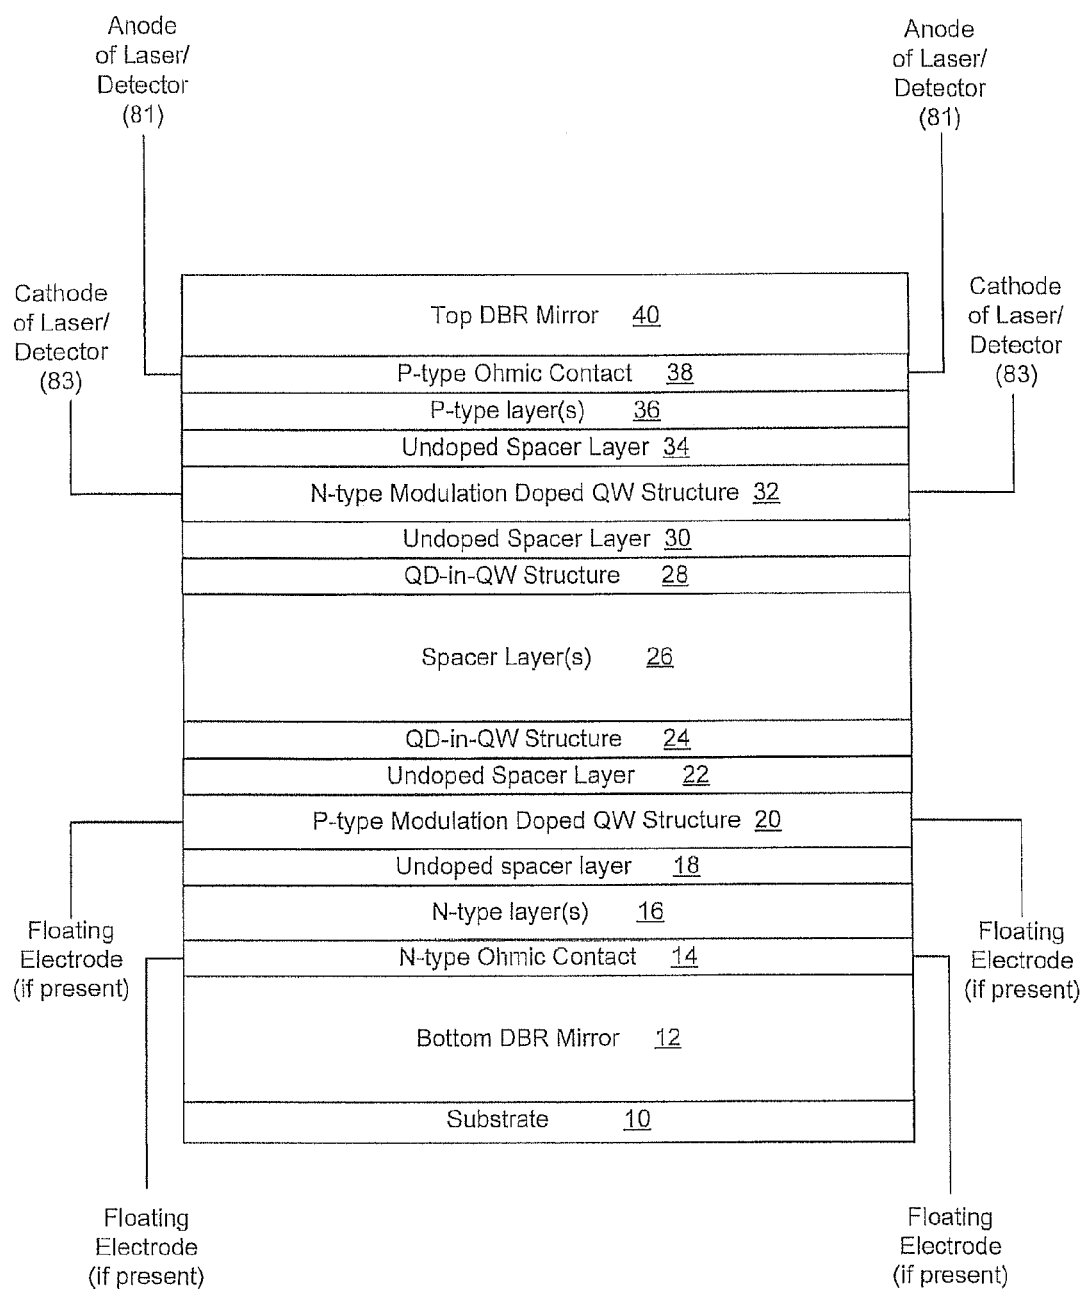 Anode
of Laser/
Detector
(81)
Anode
of Laser/
Detector
(81)
Cathode
of Laser/
Detector
(83)
Cathode
of Laser/
Detector
(83)
Top DBR Mirror 40
P-type Ohmic Contact 38
P-type layer(s) 36
Undoped Spacer Layer 34
N-type Modulation Doped QW Structure 32
Undoped Spacer Layer 30
QD-in-QW Structure 28
Spacer Layer(s) 26
QD-in-QW Structure 24
Undoped Spacer Layer 22
P-type Modulation Doped QW Structure 20
Undoped spacer layer 18
N-type layer(s) 16
N-type Ohmic Contact 14
Bottom DBR Mirror 12
Substrate 10
Floating
Electrode
(if present)
Floating
Electrode
(if present)
Floating
Electrode
(if present)
Floating
Electrode
(if present)